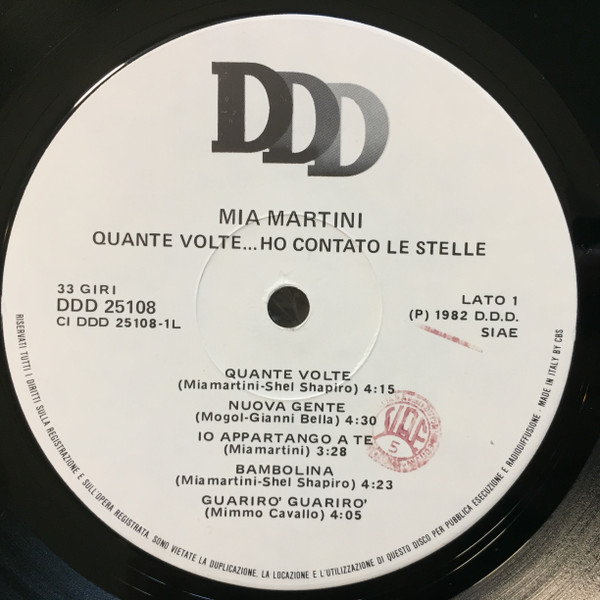 DDD
MIA MARTINI
QUANTE VOLTE...HO CONTATO LE STELLE
33 GIRI
DDD 25108
CI DDD 25108-1L
LATO 1
(P) 1982 D.D.D.
SIAE
QUANTE VOLTE
(Miamartini-Shel Shapiro) 4:15
NUOVA GENTE
(Mogol-Gianni Bella) 4:30
IO APPARTANGO A TE
(Miamartini) 3:28
BAMBOLINA
(Miamartini-Shel Shapiro) 4:23
GUARIRO' GUARIRO'
(Mimmo Cavallo) 4:05
SIAE
5
RISERVATI TUTTI I DIRITTI SULLA REGISTRAZIONE E SULL'OPERA REGISTRATA. SONO VIETATE LA DUPLICAZIONE, LA LOCAZIONE E L'UTILIZZAZIONE DI QUESTO DISCO PER PUBBLICA ESECUZIONE E RADIODIFFUSIONE - MADE IN ITALY BY CBS